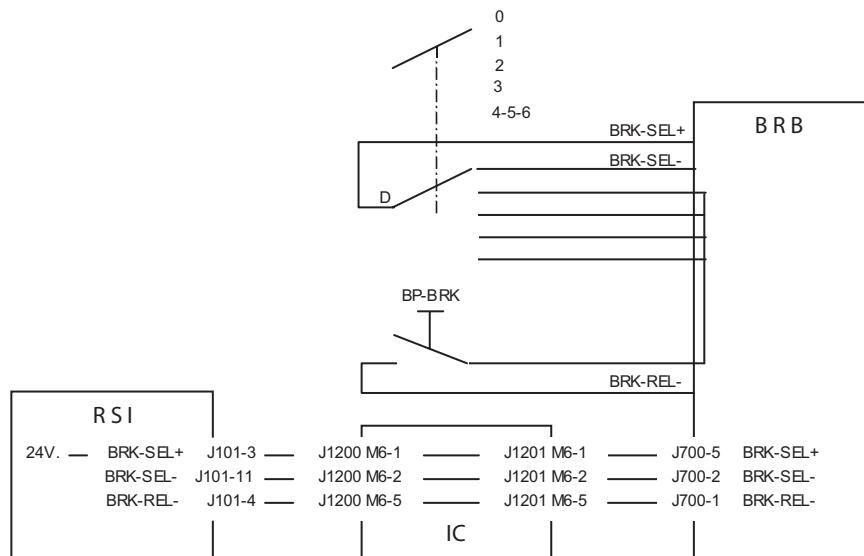 0
1
2
3
4-5-6
BRK-SEL+
BRB
BRK-SEL-
D
BP-BRK
BRK-REL-
RSI
24V. BRK-SEL+ J101-3 J1200 M6-1 J1201 M6-1 J700-5 BRK-SEL+
BRK-SEL- J101-11 J1200 M6-2 J1201 M6-2 J700-2 BRK-SEL-
BRK-REL- J101-4 J1200 M6-5 J1201 M6-5 J700-1 BRK-REL-
IC